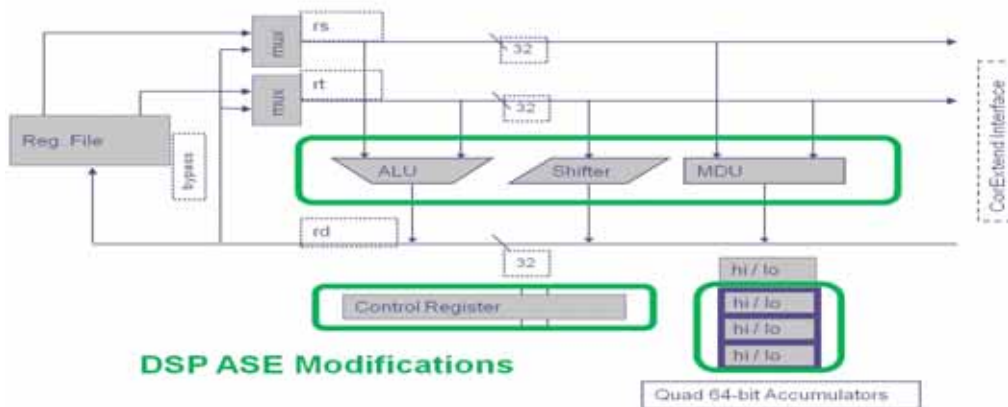 mux
rs
32
mux
rt
32
CorExtend Interface
Reg. File
bypass
ALU
Shifter
MDU
rd
32
hi / lo
Control Register
hi / lo
hi / lo
hi / lo
DSP ASE Modifications
Quad 64-bit Accumulators